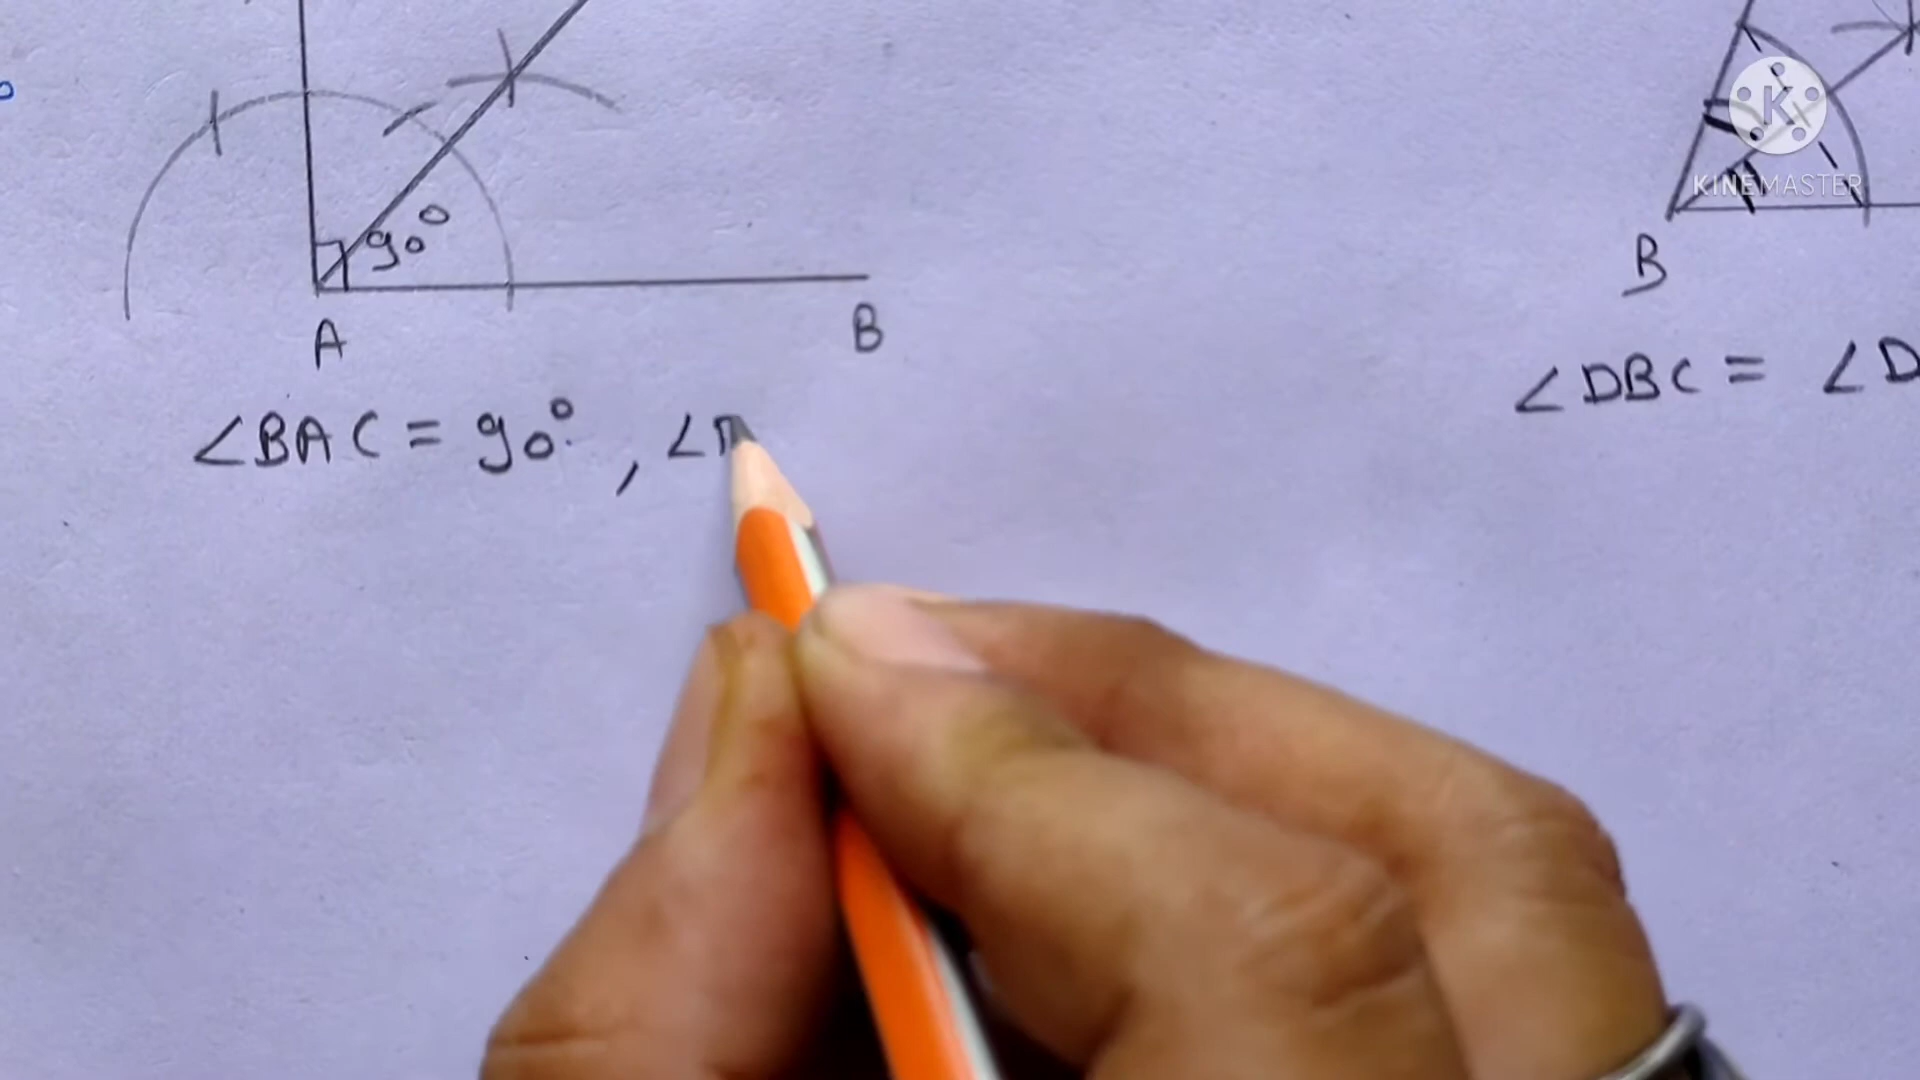 90°
A
B
∠BAC = 90°, ∠
B
∠DBC = ∠D
K
KINEMASTER